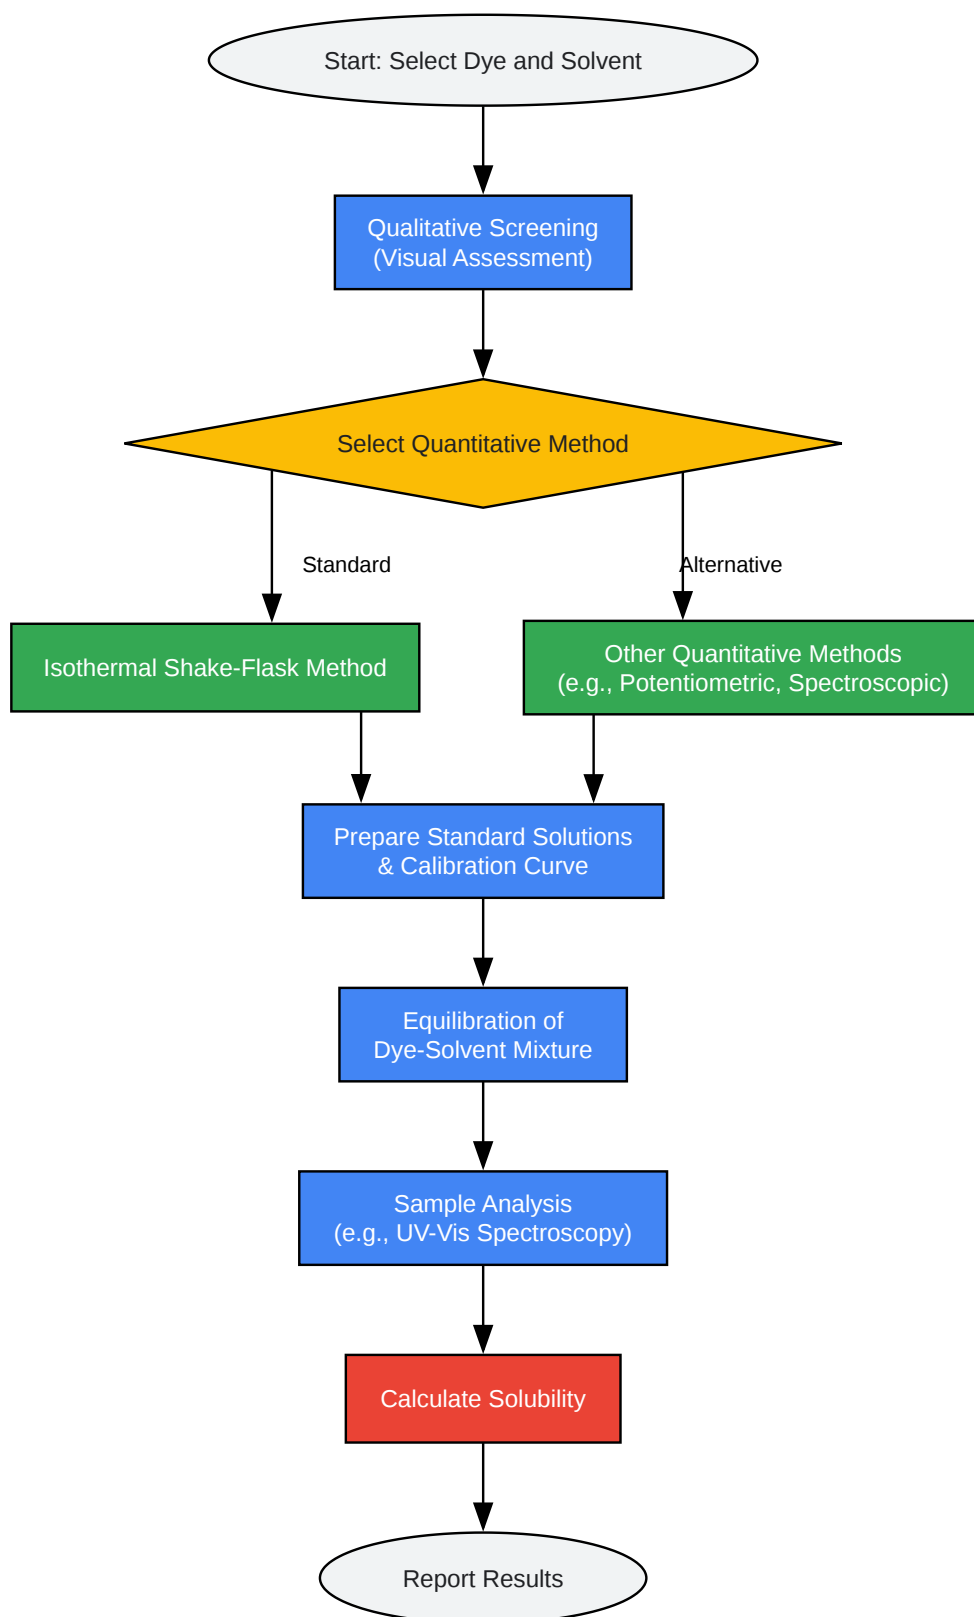 Start: Select Dye and Solvent
Qualitative Screening
(Visual Assessment)
Select Quantitative Method
Standard
Alternative
Isothermal Shake-Flask Method
Other Quantitative Methods
(e.g., Potentiometric, Spectroscopic)
Prepare Standard Solutions
& Calibration Curve
Equilibration of
Dye-Solvent Mixture
Sample Analysis
(e.g., UV-Vis Spectroscopy)
Calculate Solubility
Report Results